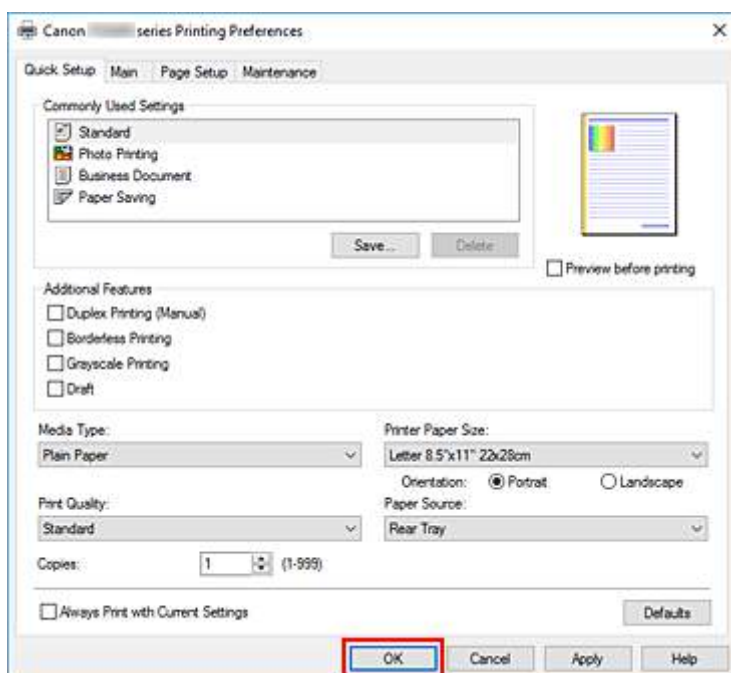 Canon series Printing Preferences
Quick Setup Main Page Setup Maintenance
Commonly Used Settings
Standard
Photo Printing
Business Document
Paper Saving
Save... Delete
Preview before printing
Additional Features
Duplex Printing (Manual)
Borderless Printing
Grayscale Printing
Draft
Media Type: Printer Paper Size:
Plain Paper Letter 8.5"x11" 22x28cm
Orientation: Portrait Landscape
Print Quality: Paper Source:
Standard Rear Tray
Copies: 1 (1-999)
Always Print with Current Settings Defaults
OK Cancel Apply Help